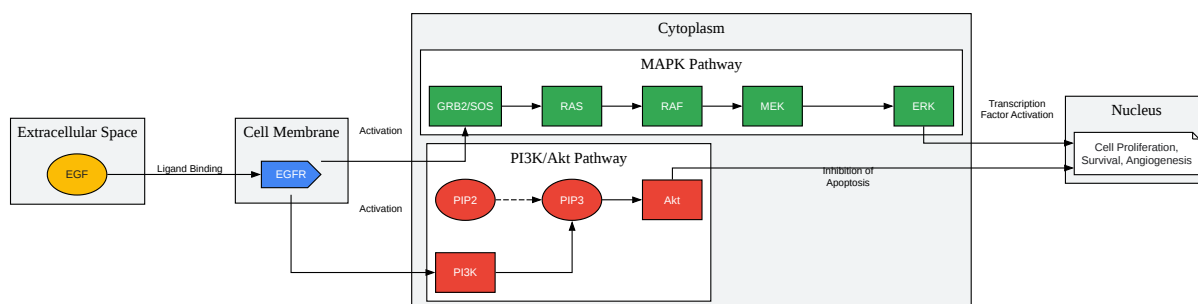 Cytoplasm
MAPK Pathway
GRB2/SOS
RAS
RAF
MEK
ERK
Transcription
Factor Activation
Nucleus
Cell Proliferation,
Survival, Angiogenesis
Extracellular Space
EGF
Ligand Binding
Cell Membrane
EGFR
Activation
Activation
PI3K/Akt Pathway
PIP2
PIP3
Akt
PI3K
Inhibition of
Apoptosis